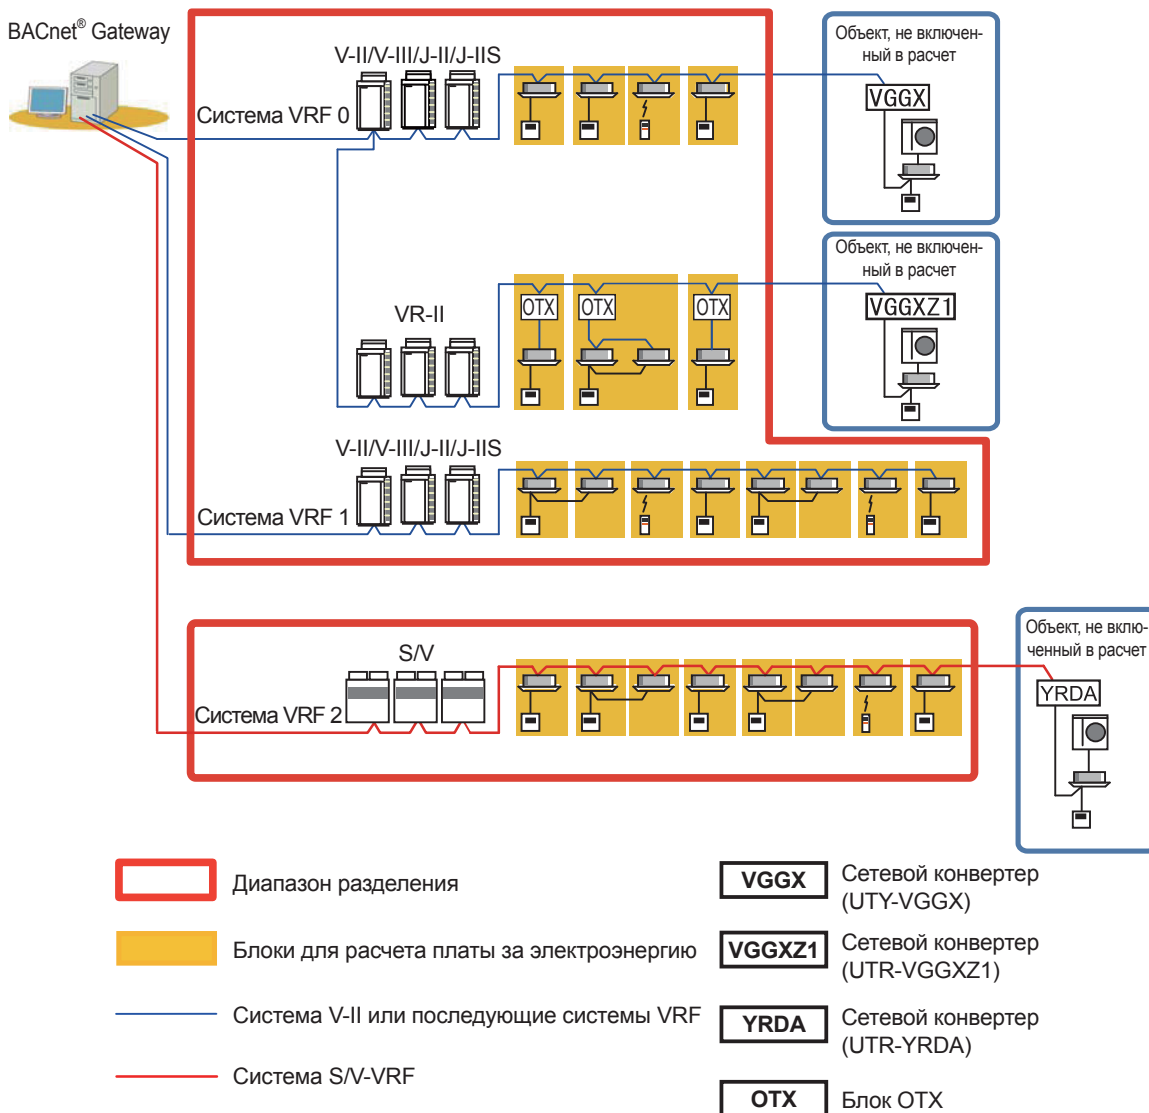 BACnet® Gateway
V-II/V-III/J-II/J-IIS
Система VRF 0
Объект, не включен-
ный в расчет
VGGX
VR-II
OTX
OTX
OTX
Объект, не включен-
ный в расчет
VGGXZ1
V-II/V-III/J-II/J-IIS
Система VRF 1
S/V
Система VRF 2
Объект, не вклю-
ченный в расчет
YRDA
Диапазон разделения
Блоки для расчета платы за электроэнергию
Система V-II или последующие системы VRF
Система S/V-VRF
VGGX
Сетевой конвертер
(UTY-VGGX)
VGGXZ1
Сетевой конвертер
(UTR-VGGXZ1)
YRDA
Сетевой конвертер
(UTR-YRDA)
OTX
Блок OTX